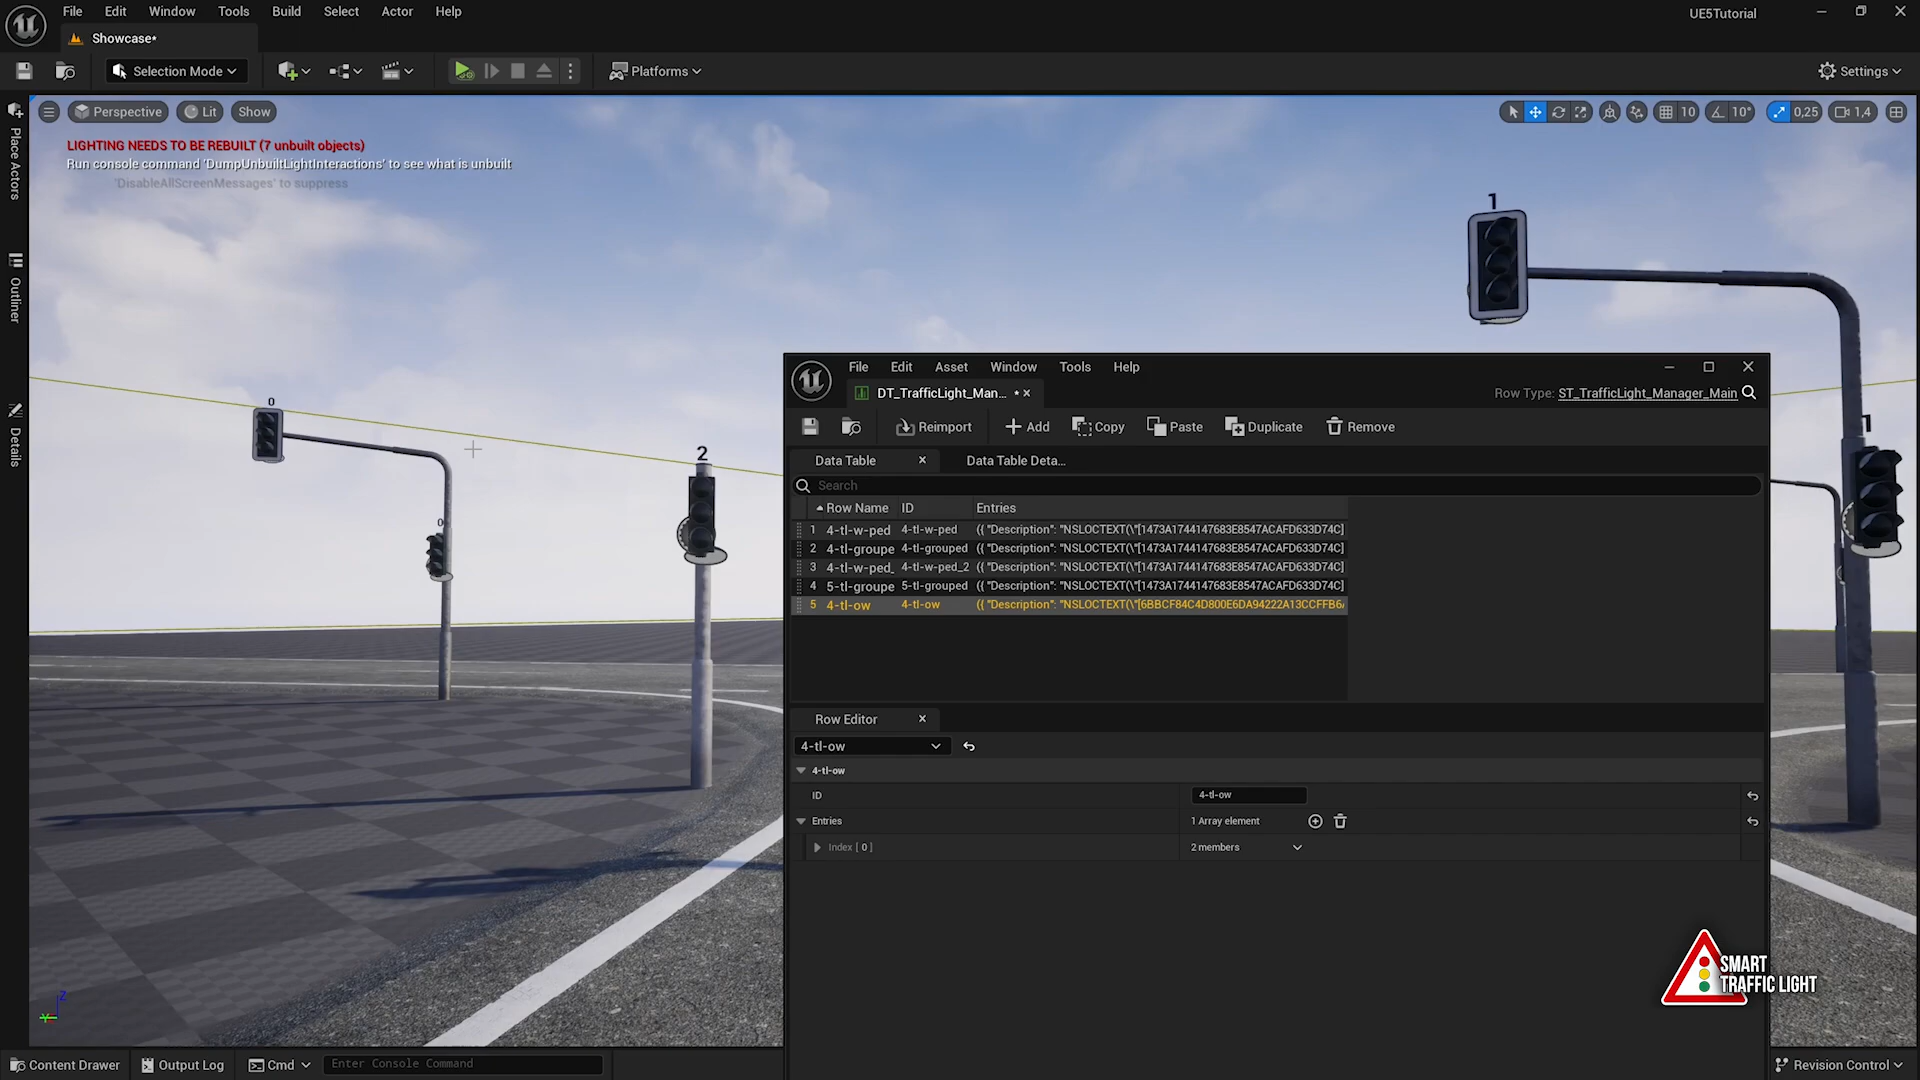 File Edit Window Tools Build Select Actor Help
UE5Tutorial
Showcase*
Selection Mode
Platforms
Settings
Perspective Lit Show
10 10° 0,25 1,4
Place Actors
Outliner
Details
LIGHTING NEEDS TO BE REBUILT (7 unbuilt objects)
Run console command 'DumpUnbuiltLightInteractions' to see what is unbuilt
'DisableAllScreenMessages' to suppress
1
0
2
0
1
File Edit Asset Window Tools Help
DT_TrafficLight_Man... *
Row Type: ST_TrafficLight_Manager_Main
Reimport Add Copy Paste Duplicate Remove
Data Table Data Table Deta...
Search
Row Name ID Entries
1 4-tl-w-ped 4-tl-w-ped (( "Description": "NSLOCTEXT(\"[1473A1744147683E8547ACAFD633D74C]
2 4-tl-groupe 4-tl-grouped (( "Description": "NSLOCTEXT(\"[1473A1744147683E8547ACAFD633D74C]
3 4-tl-w-ped_ 4-tl-w-ped_2 (( "Description": "NSLOCTEXT(\"[1473A1744147683E8547ACAFD633D74C]
4 5-tl-groupe 5-tl-grouped (( "Description": "NSLOCTEXT(\"[1473A1744147683E8547ACAFD633D74C]
5 4-tl-ow 4-tl-ow (( "Description": "NSLOCTEXT(\"[6BBCF84C4D800E6DA94222A13CCFFB6
Row Editor
4-tl-ow
4-tl-ow
ID 4-tl-ow
Entries 1 Array element
Index [ 0 ] 2 members
SMART
TRAFFIC LIGHT
Z
Y
Content Drawer Output Log Cmd Enter Console Command
Revision Control